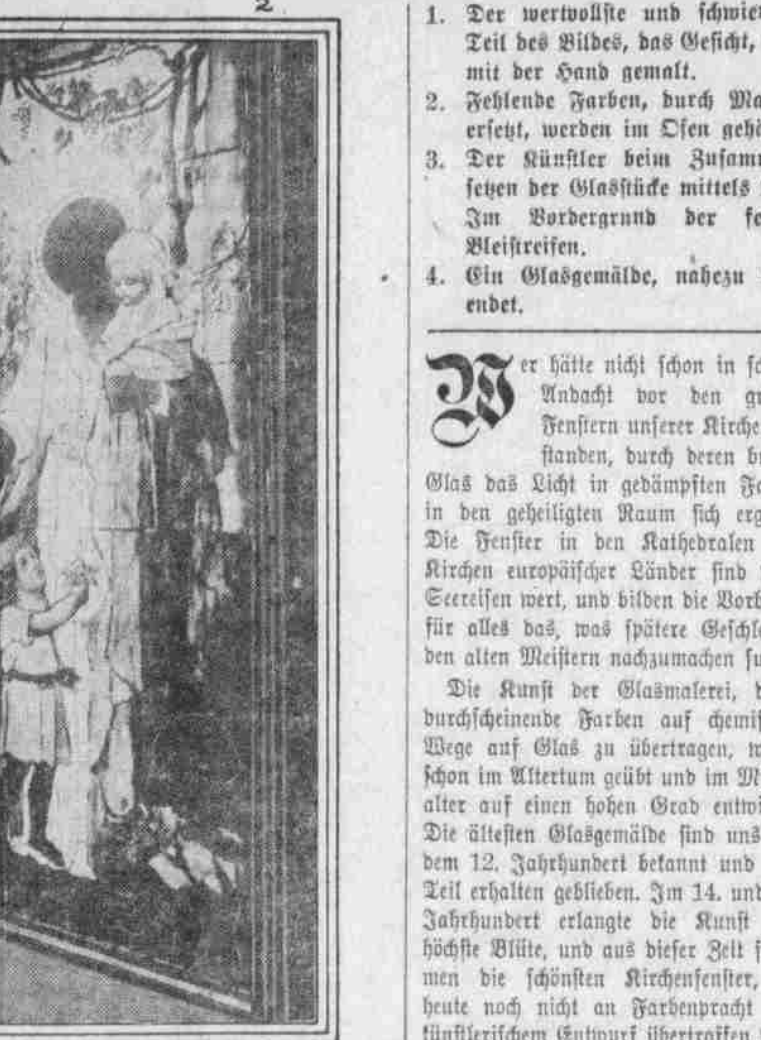 2
1. Der wertvollste und schwier
Teil des Bildes, das Gesicht,
mit der Hand gemalt.
2. Fehlende Farben, durch Ma
ersetzt, werden im Ofen gehä
3. Der Künstler beim Zusamm
setzen der Glasstücke mittels
Im Vordergrund der fe
Bleistreifen.
4. Ein Glasgemälde, nahezu
endet.
Wer hätte nicht schon in sc
Andacht vor den gr
Fenstern unserer Kirche
standen, durch deren bu
Glas das Licht in gedämpften Fa
in den geheiligten Raum sich erg
Die Fenster in den Kathedralen
Kirchen europäischer Länder sind
Seereisen wert, und bilden die Vorb
für alles das, was spätere Geschle
den alten Meistern nachzumachen su
Die Kunst der Glasmalerei, d
durchscheinende Farben auf chemis
Wege auf Glas zu übertragen, w
schon im Altertum geübt und im M
alter auf einen hohen Grad entwi
Die ältesten Glasgemälde sind uns
dem 12. Jahrhundert bekannt und
Teil erhalten geblieben. Im 14. und
Jahrhundert erlangte die Kunst
höchste Blüte, und aus dieser Zeit s
men die schönsten Kirchenfenster,
heute noch nicht an Farbenpracht
künstlerischem Entwurf übertroffen